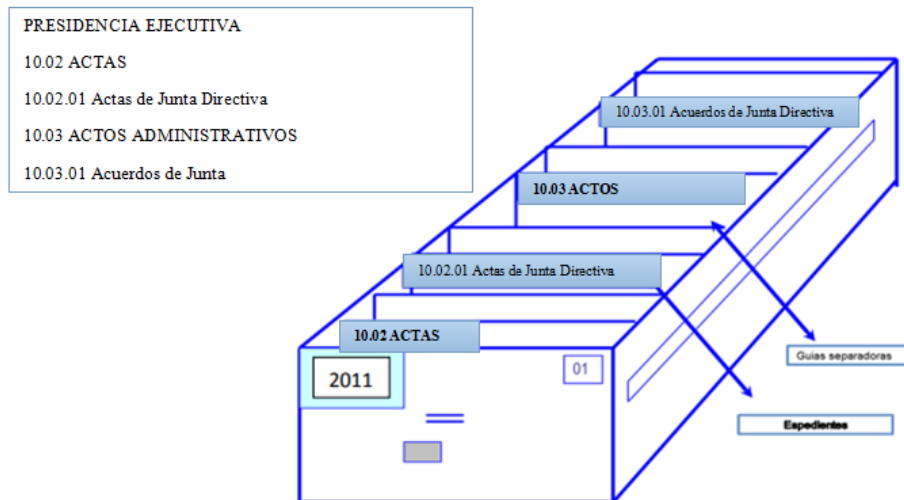 PRESIDENCIA EJECUTIVA
10.02 ACTAS
10.02.01 Actas de Junta Directiva
10.03 ACTOS ADMINISTRATIVOS
10.03.01 Acuerdos de Junta
10.03.01 Acuerdos de Junta Directiva
10.03 ACTOS
10.02.01 Actas de Junta Directiva
10.02 ACTAS
2011
01
Guias separadoras
Espedientes